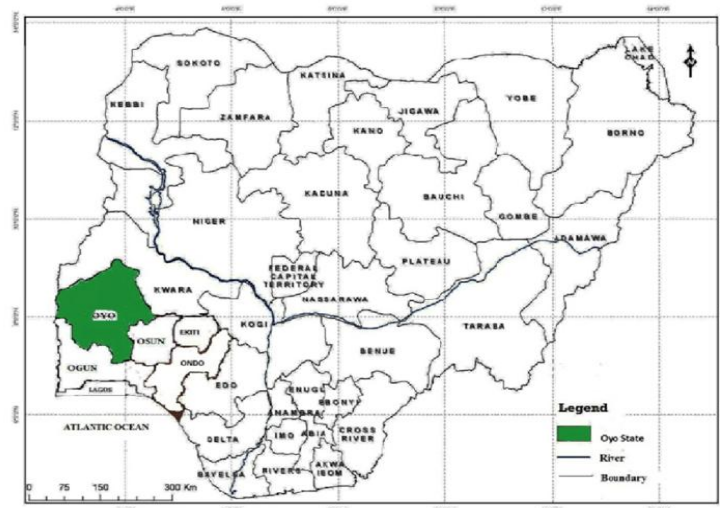 SOKOTO
KATSINA
LAKE
CHAD
KEBBI
ZAMFARA
JIGAWA
YOBE
KANO
BORNO
KADUNA
BAUCHI
NIGER
GOMBE
ADAMAWA
PLATEAU
FEDERAL
CAPITAL
TERRITORY
KWARA
NASSARAWA
OYO
KOGI
TARABA
OSUN
EKITI
BENUE
OGUN
ONDO
LAGOS
EDO
ENUGU
EBONYI
ANAMBRA
ATLANTIC OCEAN
DELTA
IMO
ABIA
CROSS
RIVER
BAYELSA
RIVERS
AKWA
IBOM
Legend
Oyo State
River
Boundary
0 75 150 300 Km